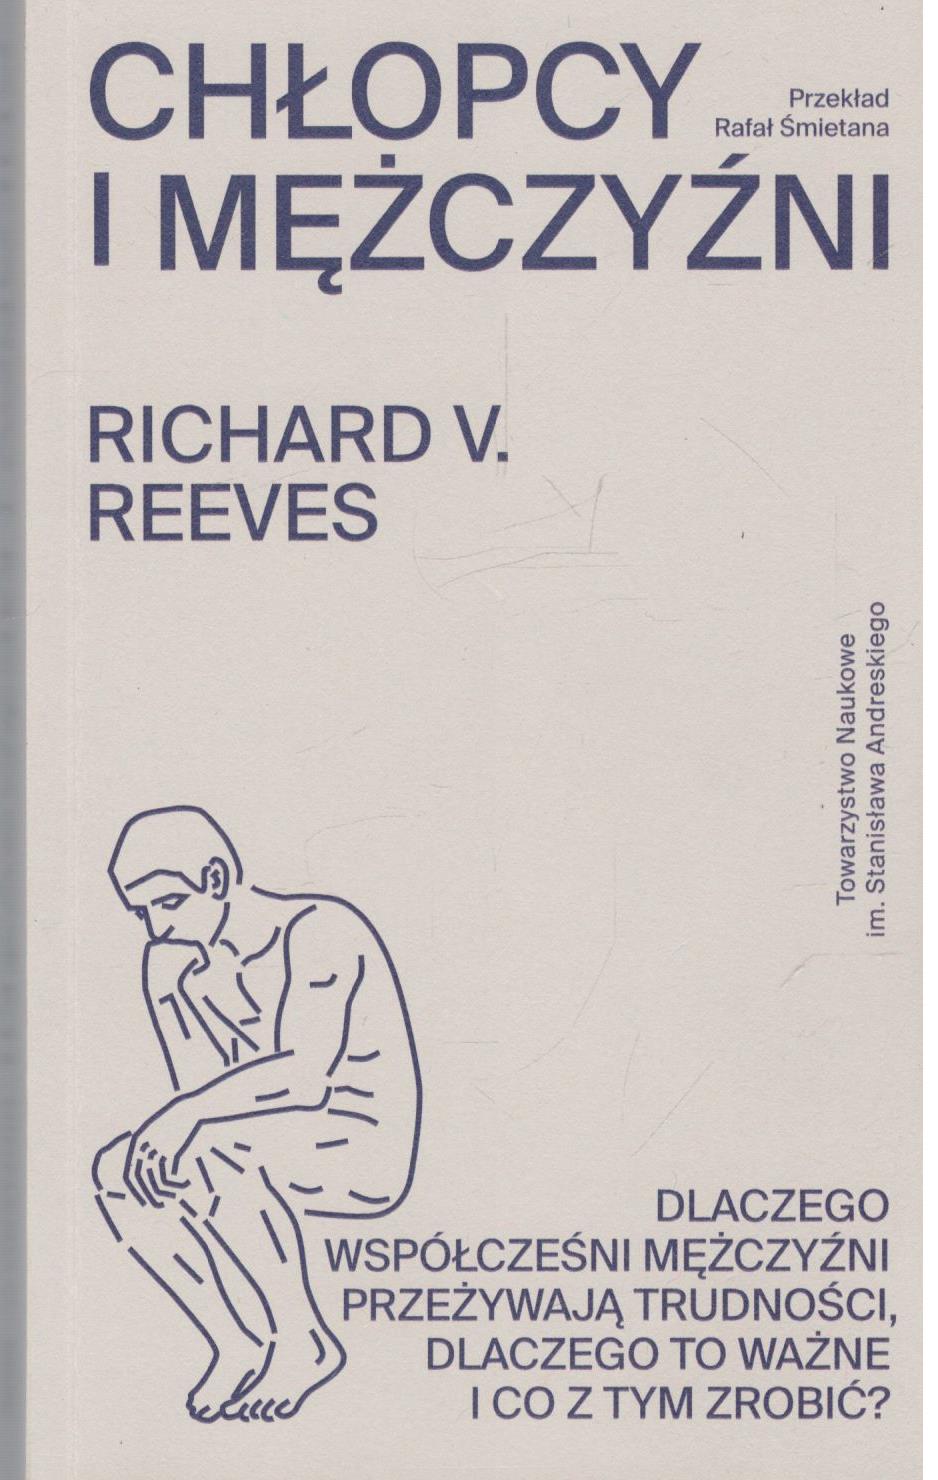 CHŁOPCY
Przekład
Rafał Śmietana
I MĘŻCZYŹNI
RICHARD V.
REEVES
Towarzystwo Naukowe
im. Stanisława Andreskiego
DLACZEGO
WSPÓŁCZEŚNI MĘŻCZYŹNI
PRZEŻYWAJĄ TRUDNOŚCI,
DLACZEGO TO WAŻNE
I CO Z TYM ZROBIĆ?